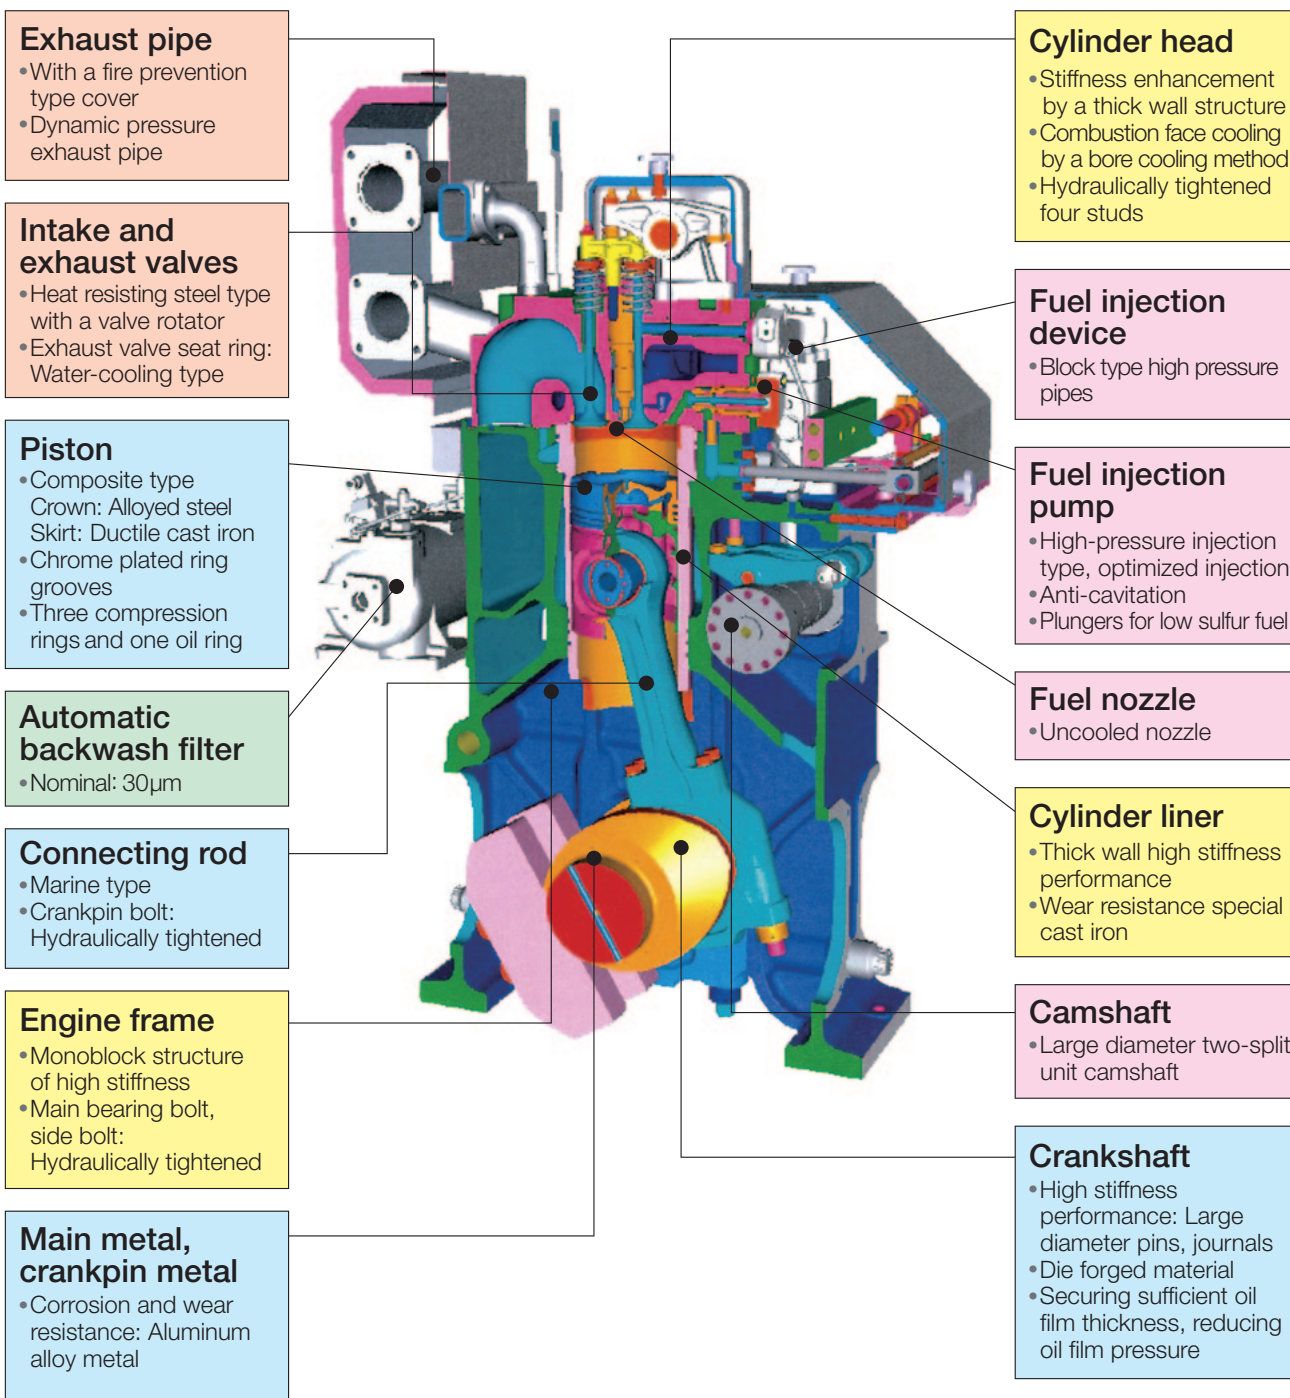 Exhaust pipe
•With a fire prevention
type cover
•Dynamic pressure
exhaust pipe
Intake and
exhaust valves
•Heat resisting steel type
with a valve rotator
•Exhaust valve seat ring:
Water-cooling type
Piston
•Composite type
Crown: Alloyed steel
Skirt: Ductile cast iron
•Chrome plated ring
grooves
•Three compression
rings and one oil ring
Automatic
backwash filter
•Nominal: 30μm
Connecting rod
•Marine type
•Crankpin bolt:
Hydraulically tightened
Engine frame
•Monoblock structure
of high stiffness
•Main bearing bolt,
side bolt:
Hydraulically tightened
Main metal,
crankpin metal
•Corrosion and wear
resistance: Aluminum
alloy metal
Cylinder head
•Stiffness enhancement
by a thick wall structure
•Combustion face cooling
by a bore cooling method
•Hydraulically tightened
four studs
Fuel injection
device
•Block type high pressure
pipes
Fuel injection
pump
•High-pressure injection
type, optimized injection
•Anti-cavitation
•Plungers for low sulfur fuel
Fuel nozzle
•Uncooled nozzle
Cylinder liner
•Thick wall high stiffness
performance
•Wear resistance special
cast iron
Camshaft
•Large diameter two-split
unit camshaft
Crankshaft
•High stiffness
performance: Large
diameter pins, journals
•Die forged material
•Securing sufficient oil
film thickness, reducing
oil film pressure